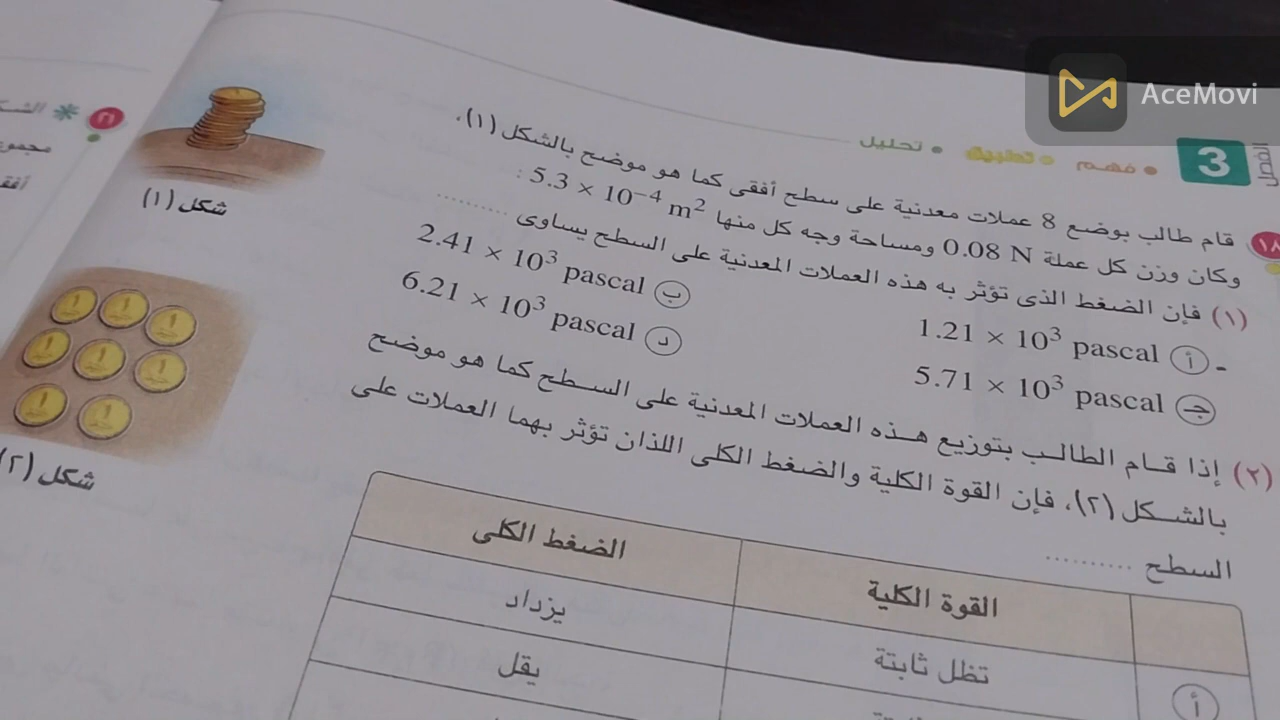 AceMovi
الفصل 3 • فهم • تطبيق • تحليل
١٨ قام طالب بوضع 8 عملات معدنية على سطح أفقى كما هو موضح بالشكل (١)،
وكان وزن كل عملة 0.08 N ومساحة وجه كل منها 5.3 × 10⁻⁴ m² :
(١) فإن الضغط الذى تؤثر به هذه العملات المعدنية على السطح يساوى ..........
أ 1.21 × 10³ pascal
ب 2.41 × 10³ pascal
جـ 5.71 × 10³ pascal
د 6.21 × 10³ pascal
(٢) إذا قام الطالب بتوزيع هذه العملات المعدنية على السطح كما هو موضح
بالشكل (٢)، فإن القوة الكلية والضغط الكلى اللذان تؤثر بهما العملات على
السطح ..........
القوة الكلية الضغط الكلى
أ تظل ثابتة يزداد
يقل
شكل (١)
شكل (٢)